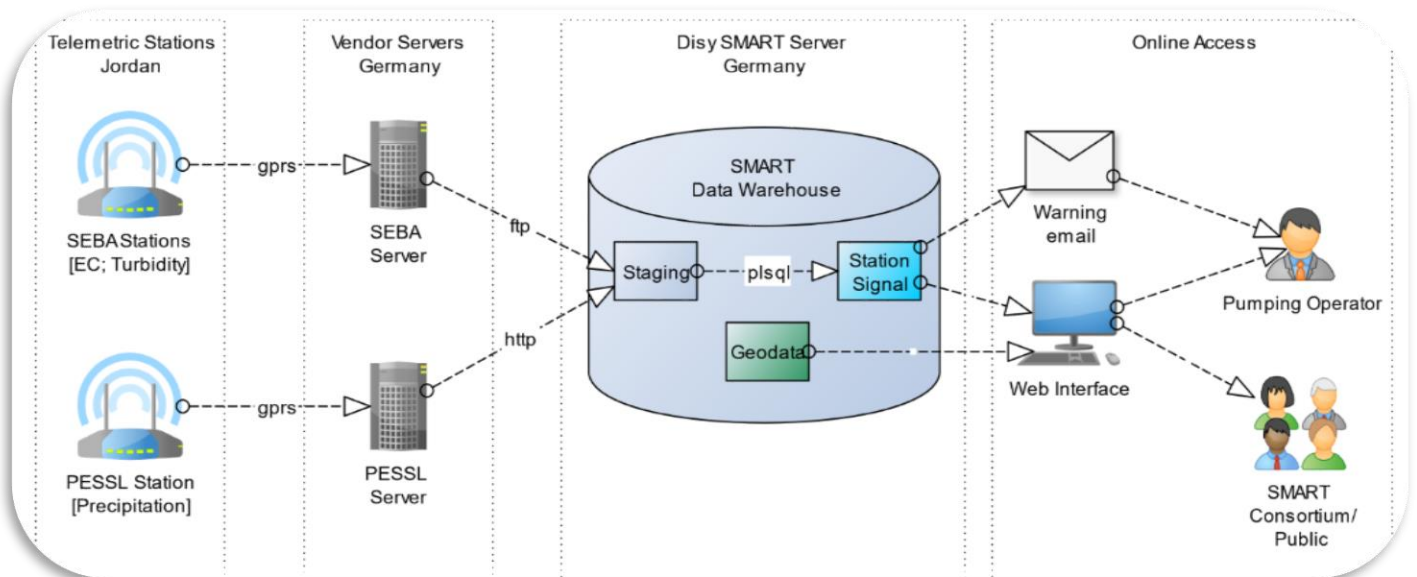 Telemetric Stations
Jordan
Vendor Servers
Germany
Disy SMART Server
Germany
Online Access
gprs
SEBA Stations
[EC; Turbidity]
SEBA
Server
ftp
http
gprs
PESSL Station
[Precipitation]
PESSL
Server
SMART
Data Warehouse
Staging
plsql
Station
Signal
Geodata
Warning
email
Pumping Operator
Web Interface
SMART
Consortium/
Public